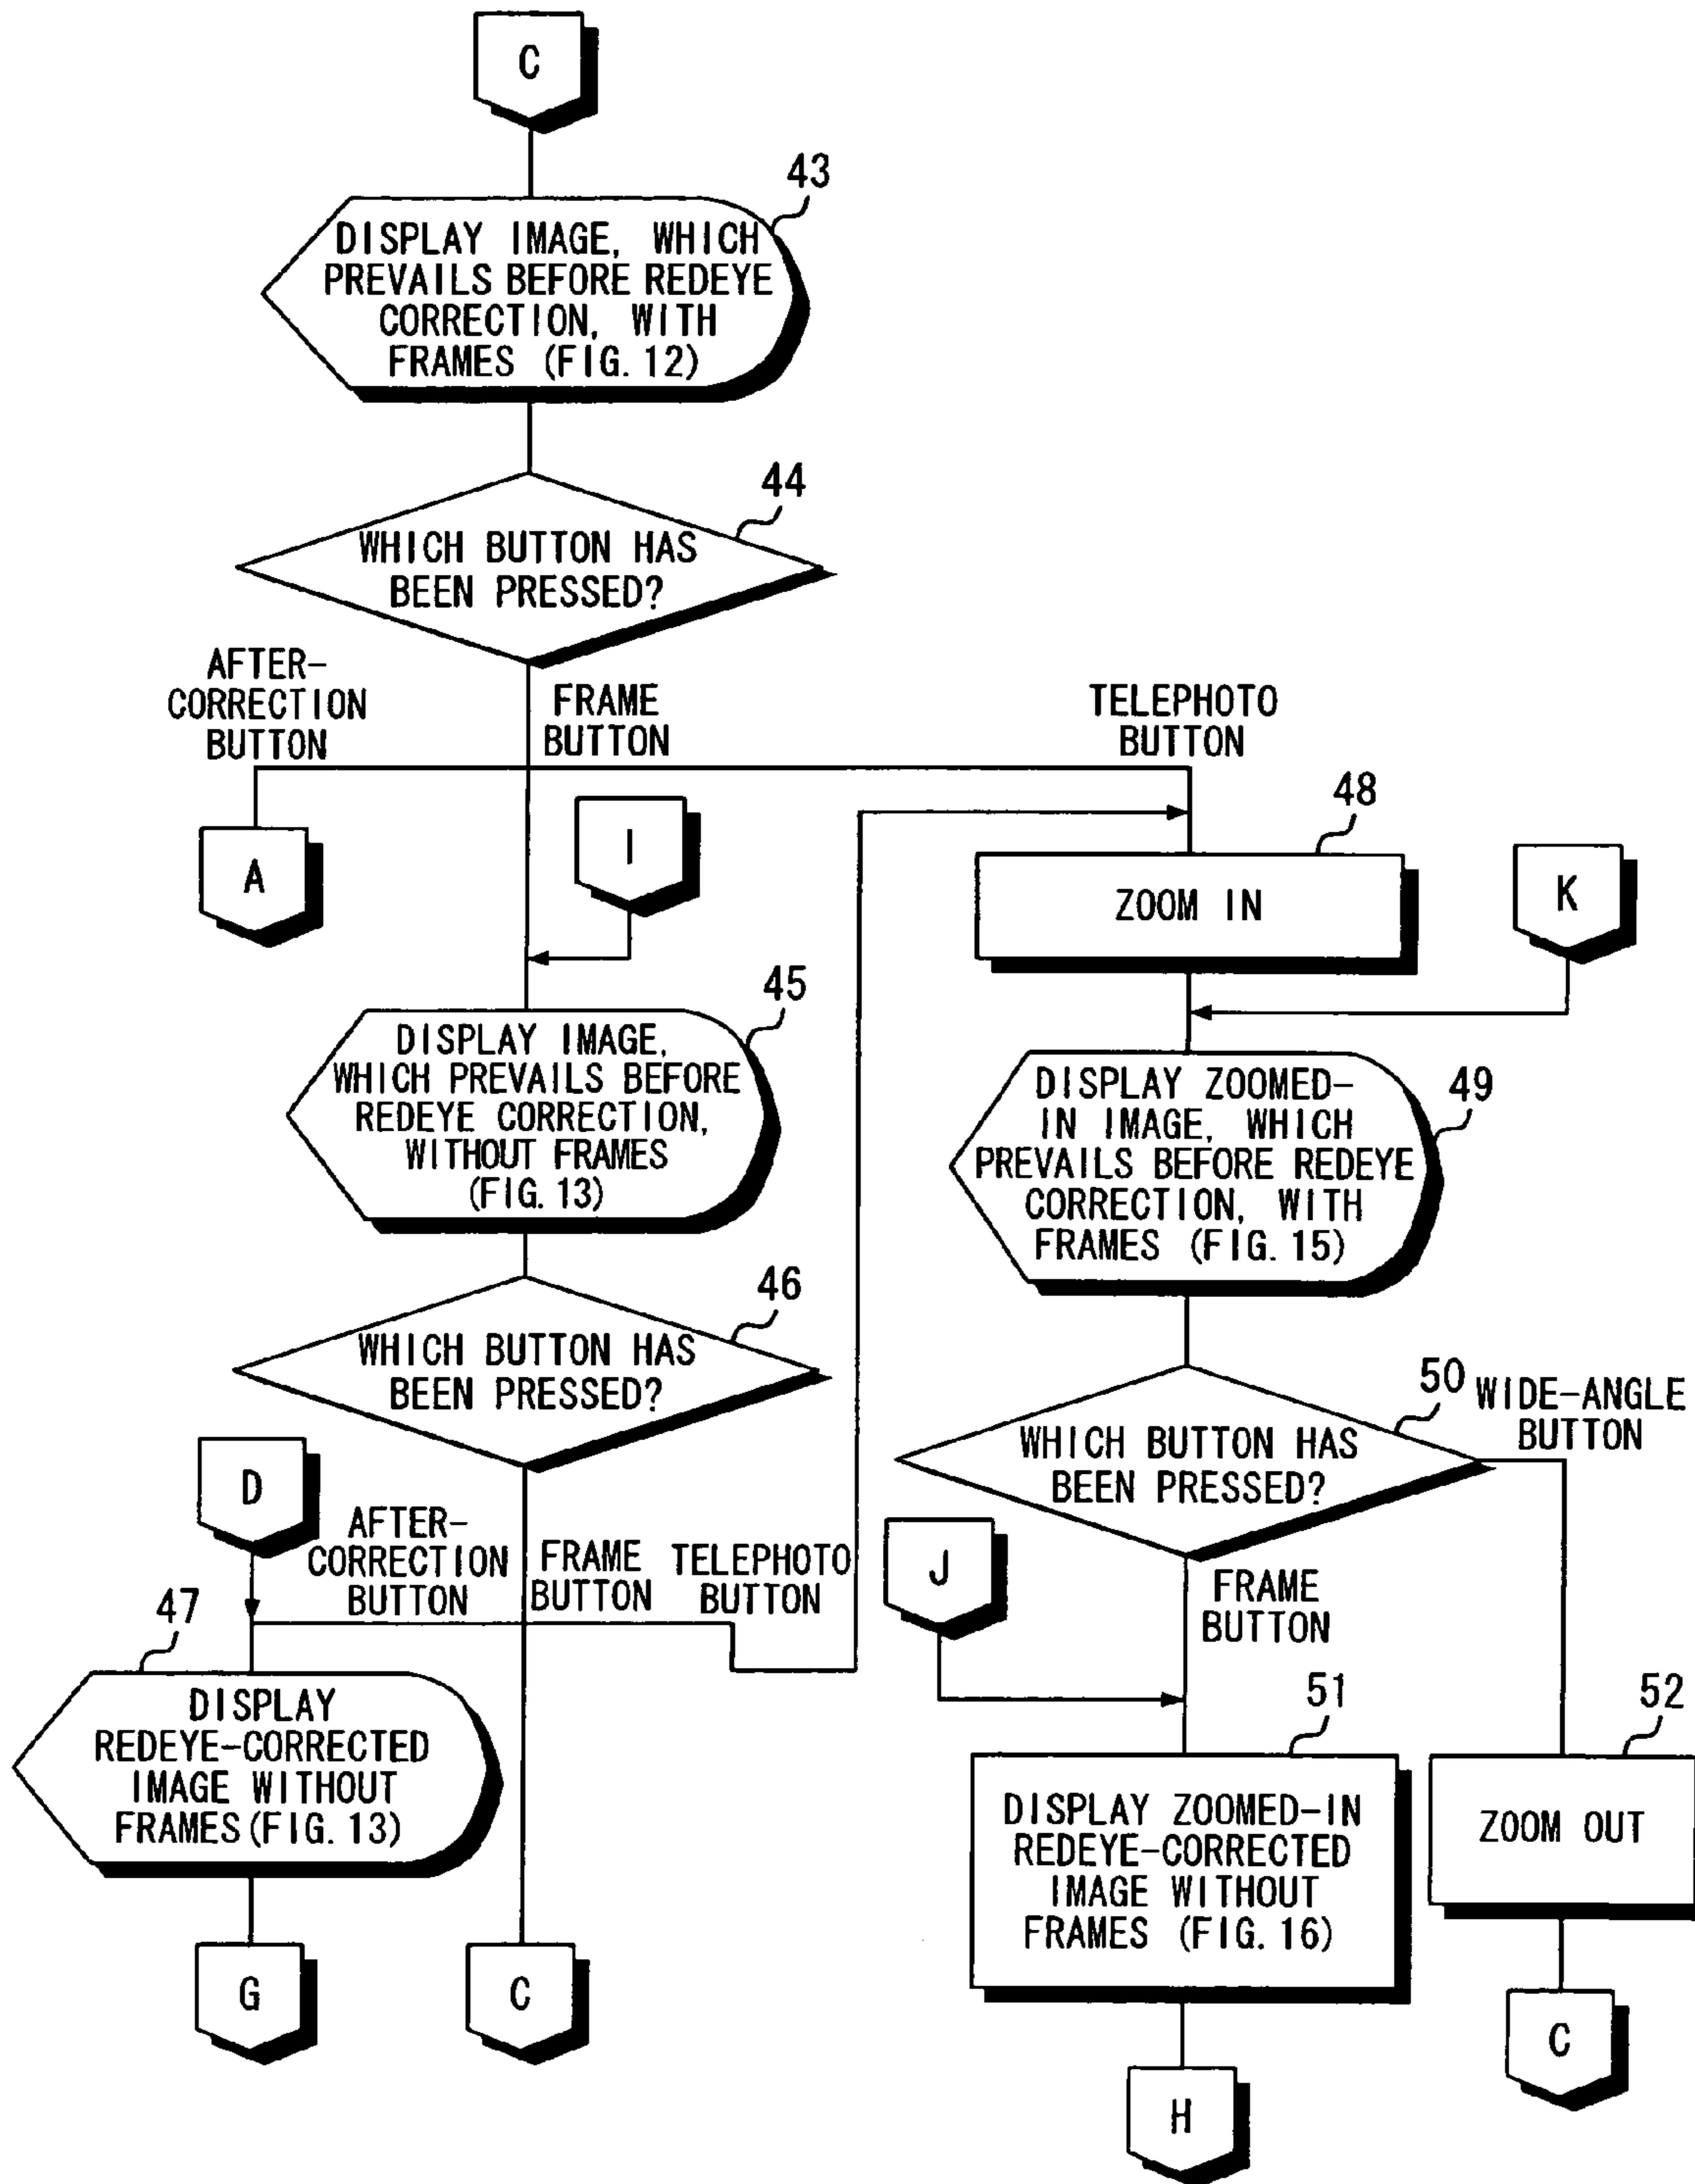 C
43
DISPLAY IMAGE, WHICH
PREVAILS BEFORE REDEYE
CORRECTION, WITH
FRAMES (FIG. 12)
44
WHICH BUTTON HAS
BEEN PRESSED?
AFTER-
CORRECTION
BUTTON
FRAME
BUTTON
TELEPHOTO
BUTTON
A
I
48
ZOOM IN
K
45
DISPLAY IMAGE,
WHICH PREVAILS BEFORE
REDEYE CORRECTION,
WITHOUT FRAMES
(FIG. 13)
49
DISPLAY ZOOMED-
IN IMAGE, WHICH
PREVAILS BEFORE REDEYE
CORRECTION, WITH
FRAMES (FIG. 15)
46
WHICH BUTTON HAS
BEEN PRESSED?
50
WIDE-ANGLE
BUTTON
WHICH BUTTON HAS
BEEN PRESSED?
D
AFTER-
CORRECTION
BUTTON
FRAME
BUTTON
TELEPHOTO
BUTTON
J
FRAME
BUTTON
47
DISPLAY
REDEYE-CORRECTED
IMAGE WITHOUT
FRAMES(FIG. 13)
51
DISPLAY ZOOMED-IN
REDEYE-CORRECTED
IMAGE WITHOUT
FRAMES (FIG. 16)
52
ZOOM OUT
G
C
C
H